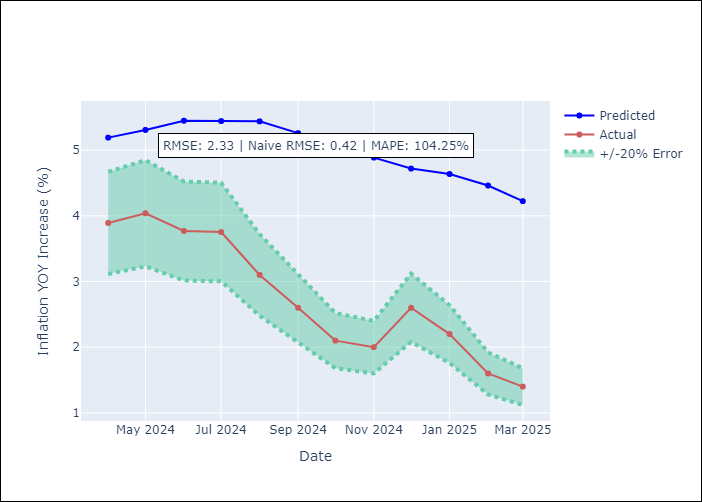 RMSE: 2.33 | Naive RMSE: 0.42 | MAPE: 104.25%
Predicted
Actual
+/-20% Error
Inflation YOY Increase (%)
5
4
3
2
1
May 2024
Jul 2024
Sep 2024
Nov 2024
Jan 2025
Mar 2025
Date